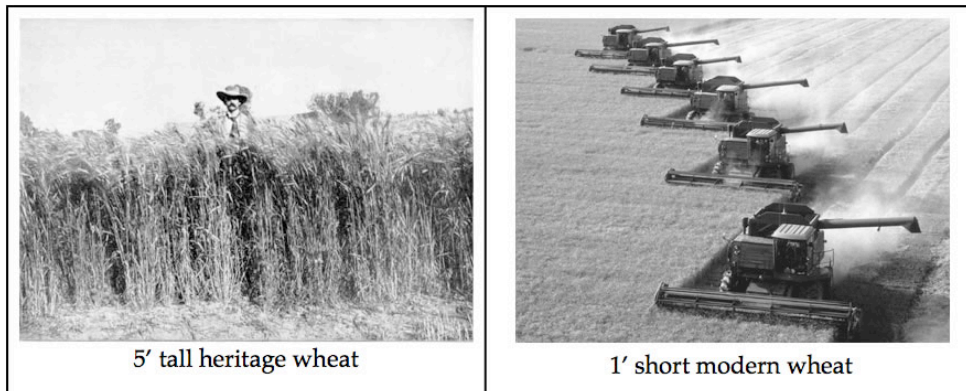 5′ tall heritage wheat
1′ short modern wheat